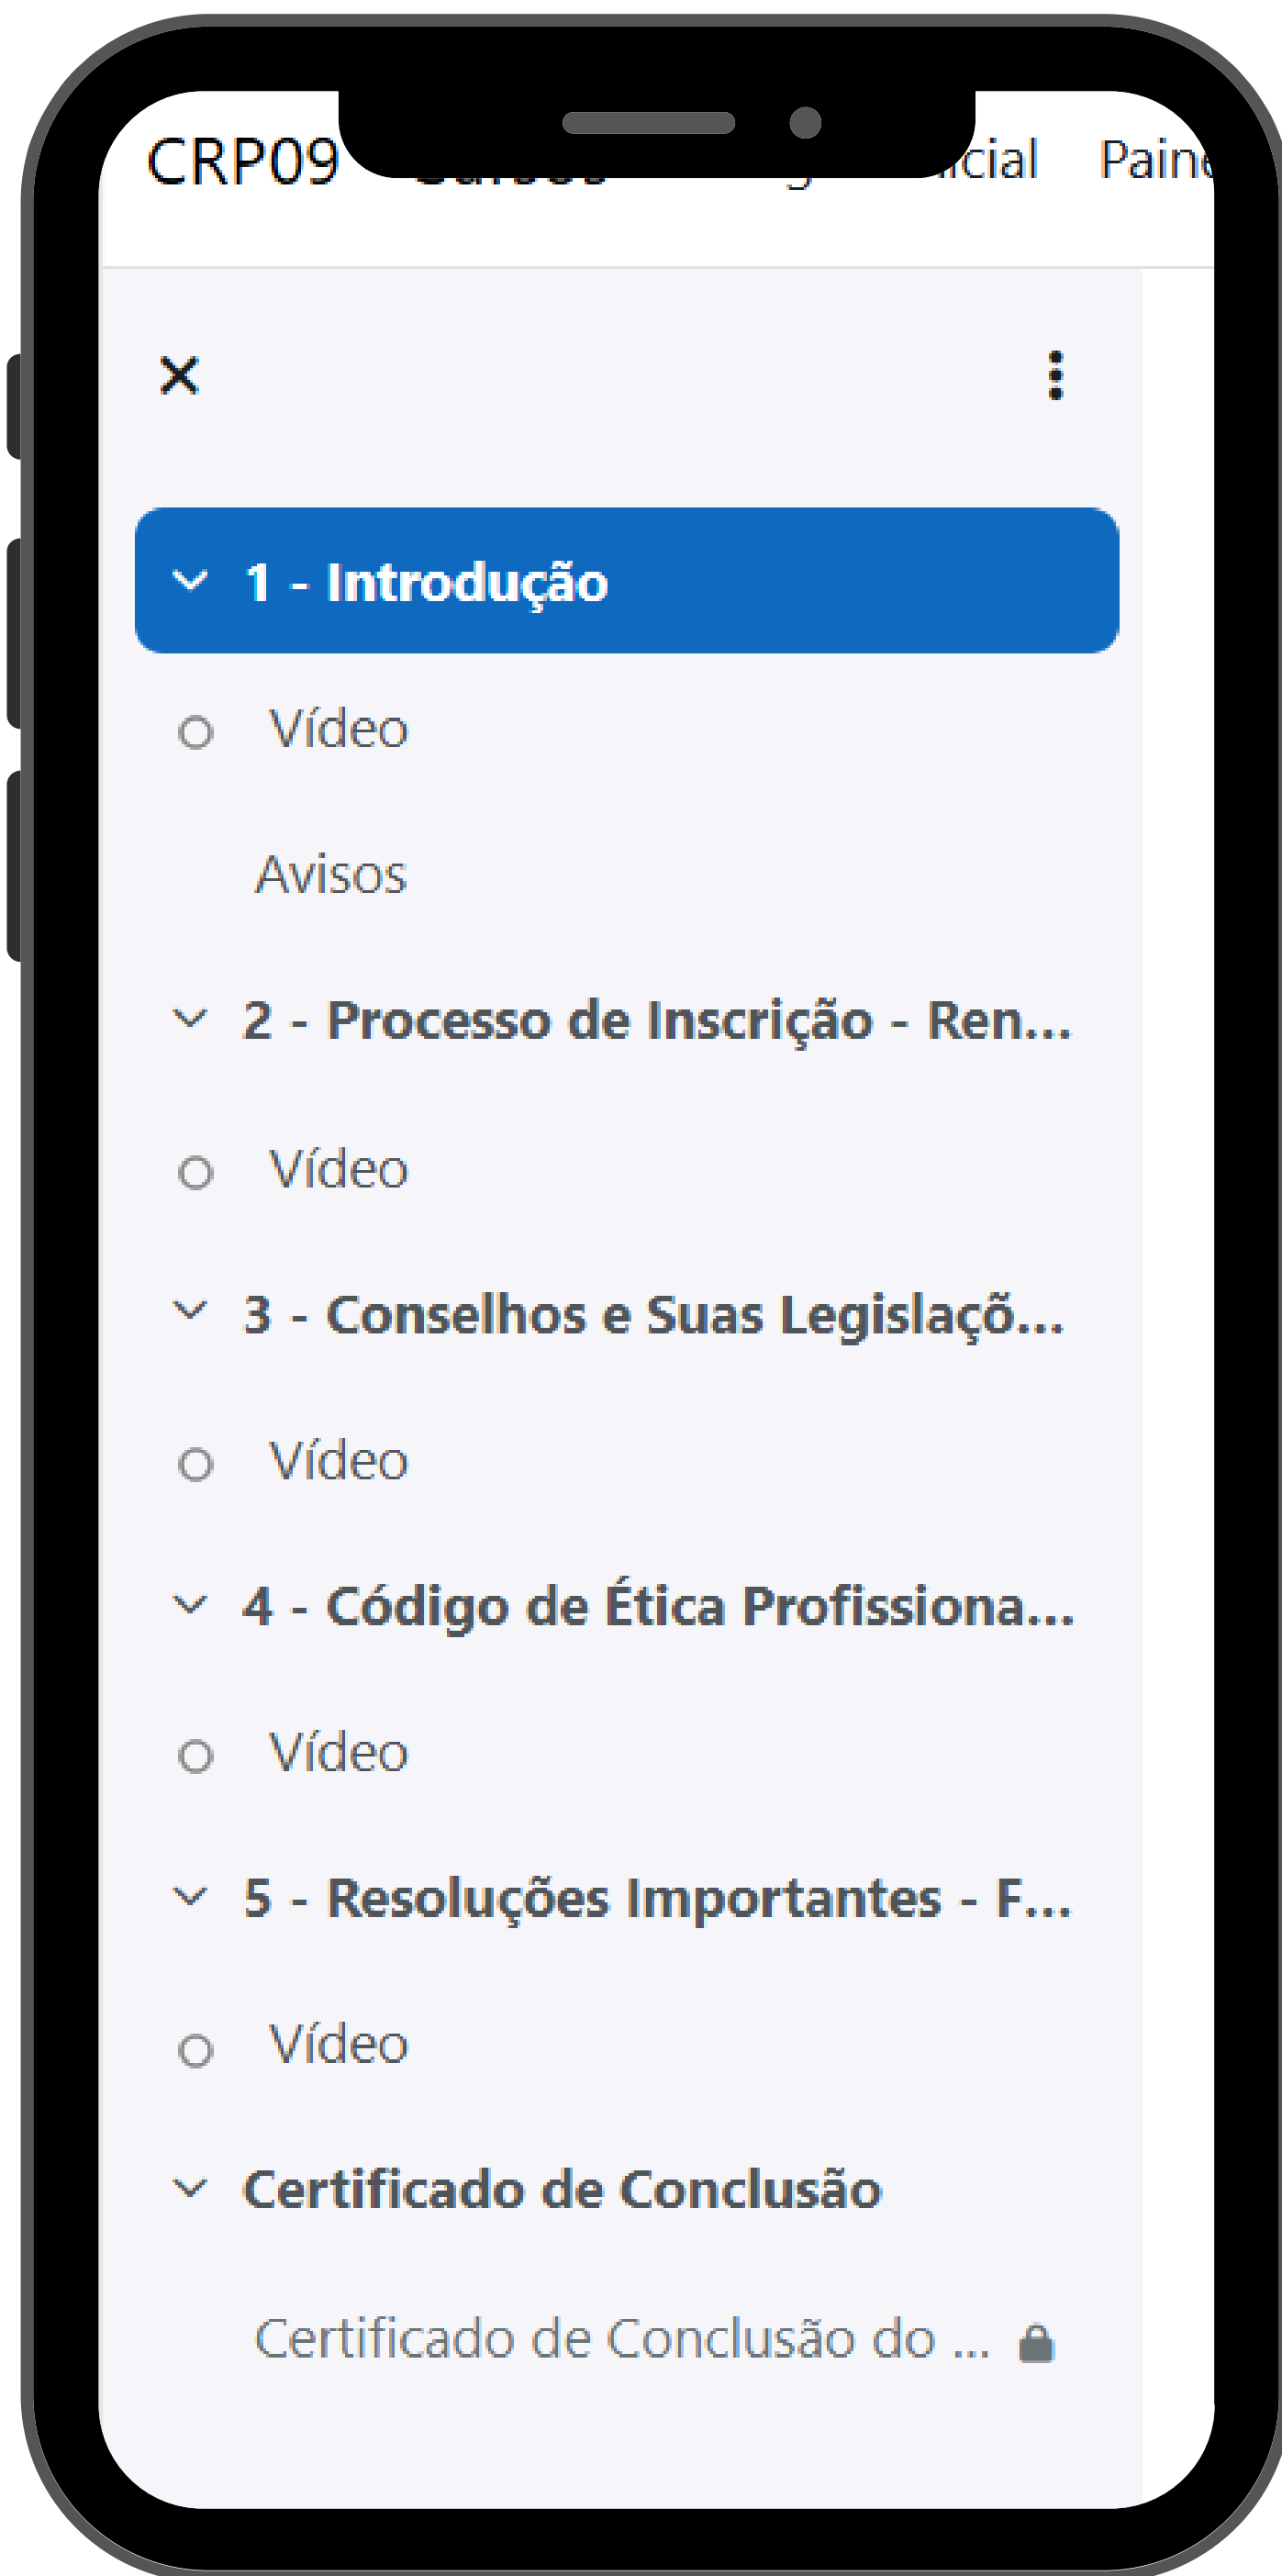 CRP09
1 - Introdução
Vídeo
Avisos
2 - Processo de Inscrição - Ren...
Vídeo
3 - Conselhos e Suas Legislaçõ...
Vídeo
4 - Código de Ética Profissiona...
Vídeo
5 - Resoluções Importantes - F...
Vídeo
Certificado de Conclusão
Certificado de Conclusão do ...